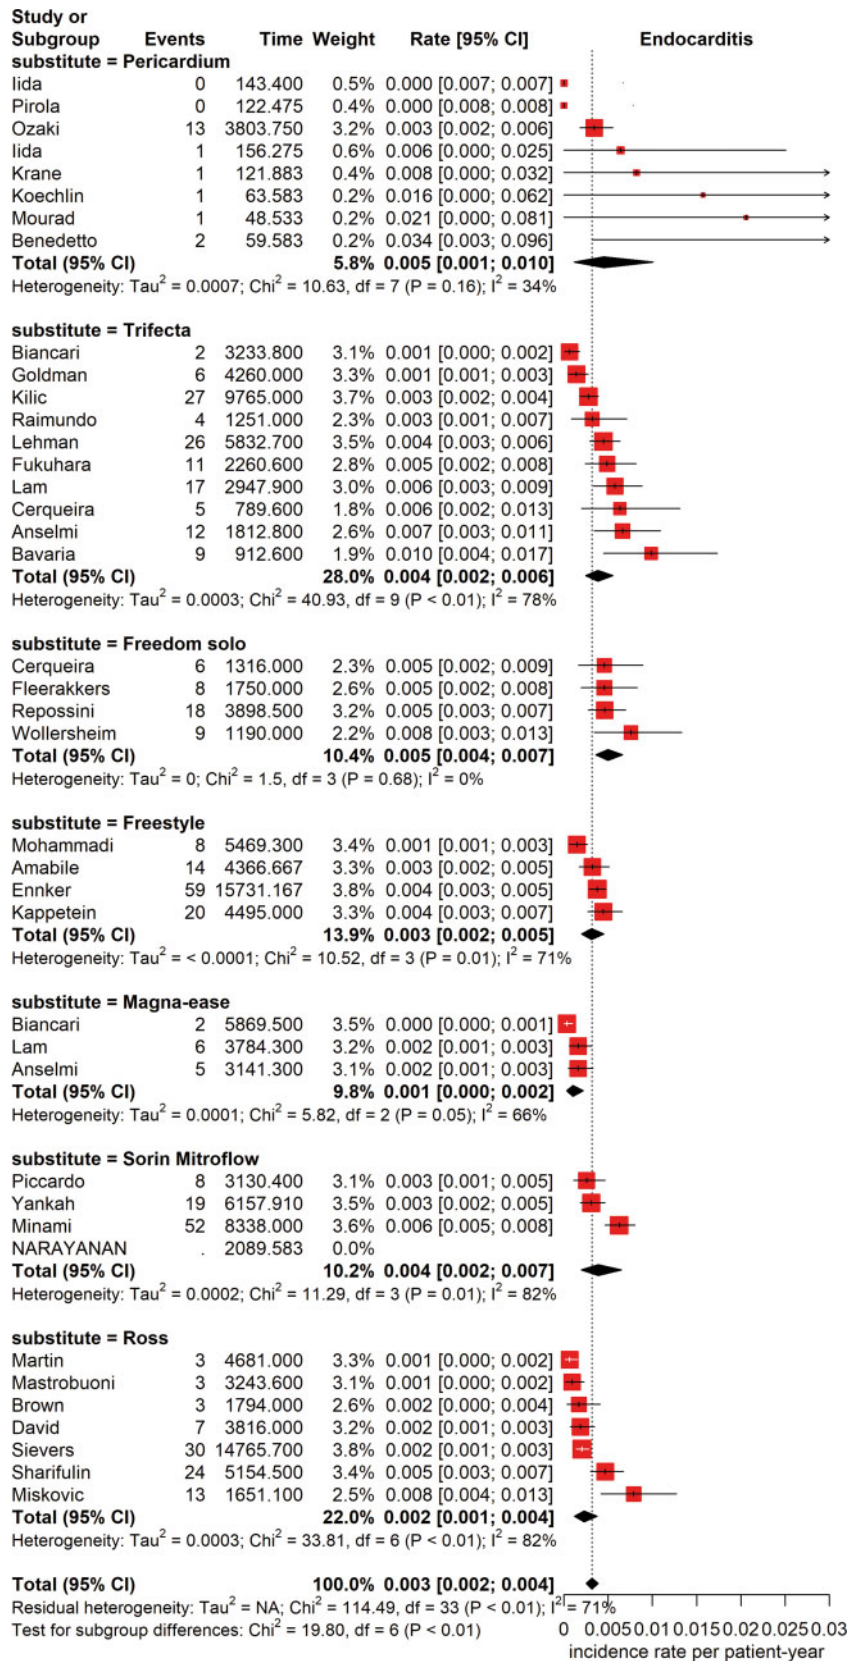 Study or
Subgroup Events Time Weight Rate [95% CI] Endocarditis
substitute = Pericardium
Iida 0 143.400 0.5% 0.000 [0.007; 0.007]
Pirola 0 122.475 0.4% 0.000 [0.008; 0.008]
Ozaki 13 3803.750 3.2% 0.003 [0.002; 0.006]
Iida 1 156.275 0.6% 0.006 [0.000; 0.025]
Krane 1 121.883 0.4% 0.008 [0.000; 0.032]
Koechlin 1 63.583 0.2% 0.016 [0.000; 0.062]
Mourad 1 48.533 0.2% 0.021 [0.000; 0.081]
Benedetto 2 59.583 0.2% 0.034 [0.003; 0.096]
Total (95% CI) 5.8% 0.005 [0.001; 0.010]
Heterogeneity: Tau² = 0.0007; Chi² = 10.63, df = 7 (P = 0.16); I² = 34%
substitute = Trifecta
Biancari 2 3233.800 3.1% 0.001 [0.000; 0.002]
Goldman 6 4260.000 3.3% 0.001 [0.001; 0.003]
Kilic 27 9765.000 3.7% 0.003 [0.002; 0.004]
Raimundo 4 1251.000 2.3% 0.003 [0.001; 0.007]
Lehman 26 5832.700 3.5% 0.004 [0.003; 0.006]
Fukuhara 11 2260.600 2.8% 0.005 [0.002; 0.008]
Lam 17 2947.900 3.0% 0.006 [0.003; 0.009]
Cerqueira 5 789.600 1.8% 0.006 [0.002; 0.013]
Anselmi 12 1812.800 2.6% 0.007 [0.003; 0.011]
Bavaria 9 912.600 1.9% 0.010 [0.004; 0.017]
Total (95% CI) 28.0% 0.004 [0.002; 0.006]
Heterogeneity: Tau² = 0.0003; Chi² = 40.93, df = 9 (P < 0.01); I² = 78%
substitute = Freedom solo
Cerqueira 6 1316.000 2.3% 0.005 [0.002; 0.009]
Fleerakkers 8 1750.000 2.6% 0.005 [0.002; 0.008]
Repossini 18 3898.500 3.2% 0.005 [0.003; 0.007]
Wollersheim 9 1190.000 2.2% 0.008 [0.003; 0.013]
Total (95% CI) 10.4% 0.005 [0.004; 0.007]
Heterogeneity: Tau² = 0; Chi² = 1.5, df = 3 (P = 0.68); I² = 0%
substitute = Freestyle
Mohammadi 8 5469.300 3.4% 0.001 [0.001; 0.003]
Amabile 14 4366.667 3.3% 0.003 [0.002; 0.005]
Ennker 59 15731.167 3.8% 0.004 [0.003; 0.005]
Kappetein 20 4495.000 3.3% 0.004 [0.003; 0.007]
Total (95% CI) 13.9% 0.003 [0.002; 0.005]
Heterogeneity: Tau² = < 0.0001; Chi² = 10.52, df = 3 (P = 0.01); I² = 71%
substitute = Magna-ease
Biancari 2 5869.500 3.5% 0.000 [0.000; 0.001]
Lam 6 3784.300 3.2% 0.002 [0.001; 0.003]
Anselmi 5 3141.300 3.1% 0.002 [0.001; 0.003]
Total (95% CI) 9.8% 0.001 [0.000; 0.002]
Heterogeneity: Tau² = 0.0001; Chi² = 5.82, df = 2 (P = 0.05); I² = 66%
substitute = Sorin Mitroflow
Piccardo 8 3130.400 3.1% 0.003 [0.001; 0.005]
Yankah 19 6157.910 3.5% 0.003 [0.002; 0.005]
Minami 52 8338.000 3.6% 0.006 [0.005; 0.008]
NARAYANAN . 2089.583 0.0%
Total (95% CI) 10.2% 0.004 [0.002; 0.007]
Heterogeneity: Tau² = 0.0002; Chi² = 11.29, df = 3 (P = 0.01); I² = 82%
substitute = Ross
Martin 3 4681.000 3.3% 0.001 [0.000; 0.002]
Mastrobuoni 3 3243.600 3.1% 0.001 [0.000; 0.002]
Brown 3 1794.000 2.6% 0.002 [0.000; 0.004]
David 7 3816.000 3.2% 0.002 [0.001; 0.003]
Sievers 30 14765.700 3.8% 0.002 [0.001; 0.003]
Sharifulin 24 5154.500 3.4% 0.005 [0.003; 0.007]
Miskovic 13 1651.100 2.5% 0.008 [0.004; 0.013]
Total (95% CI) 22.0% 0.002 [0.001; 0.004]
Heterogeneity: Tau² = 0.0003; Chi² = 33.81, df = 6 (P < 0.01); I² = 82%
Total (95% CI) 100.0% 0.003 [0.002; 0.004]
Residual heterogeneity: Tau² = NA; Chi² = 114.49, df = 33 (P < 0.01); I² = 71%
Test for subgroup differences: Chi² = 19.80, df = 6 (P < 0.01)
0 0.005 0.01 0.015 0.02 0.025 0.03
incidence rate per patient-year